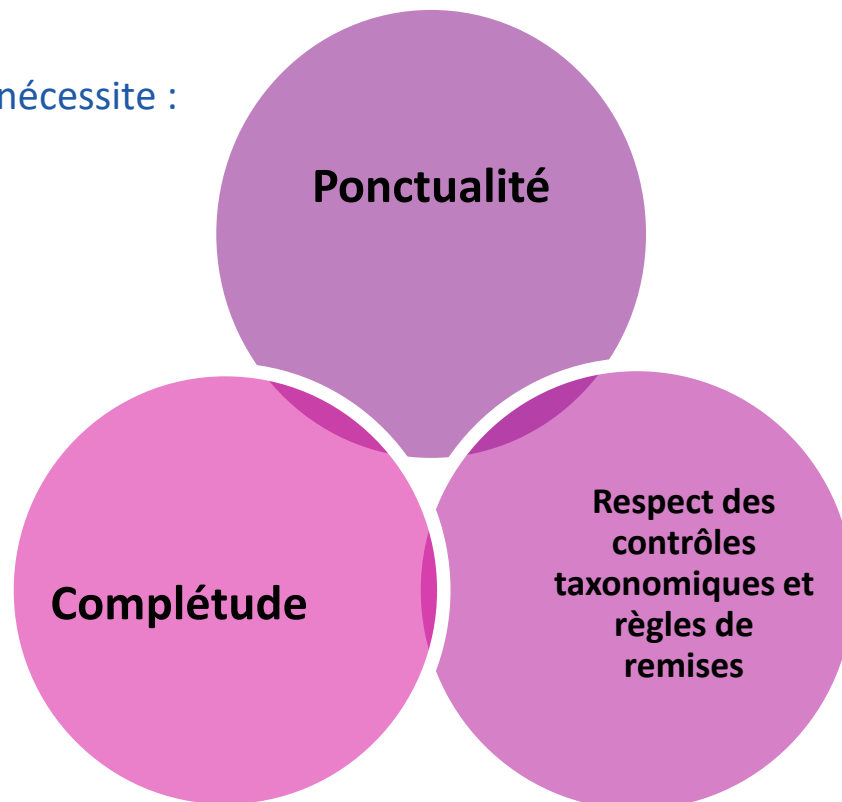 nécessite :
Ponctualité
Complétude
Respect des
contrôles
taxonomiques et
règles de
remises